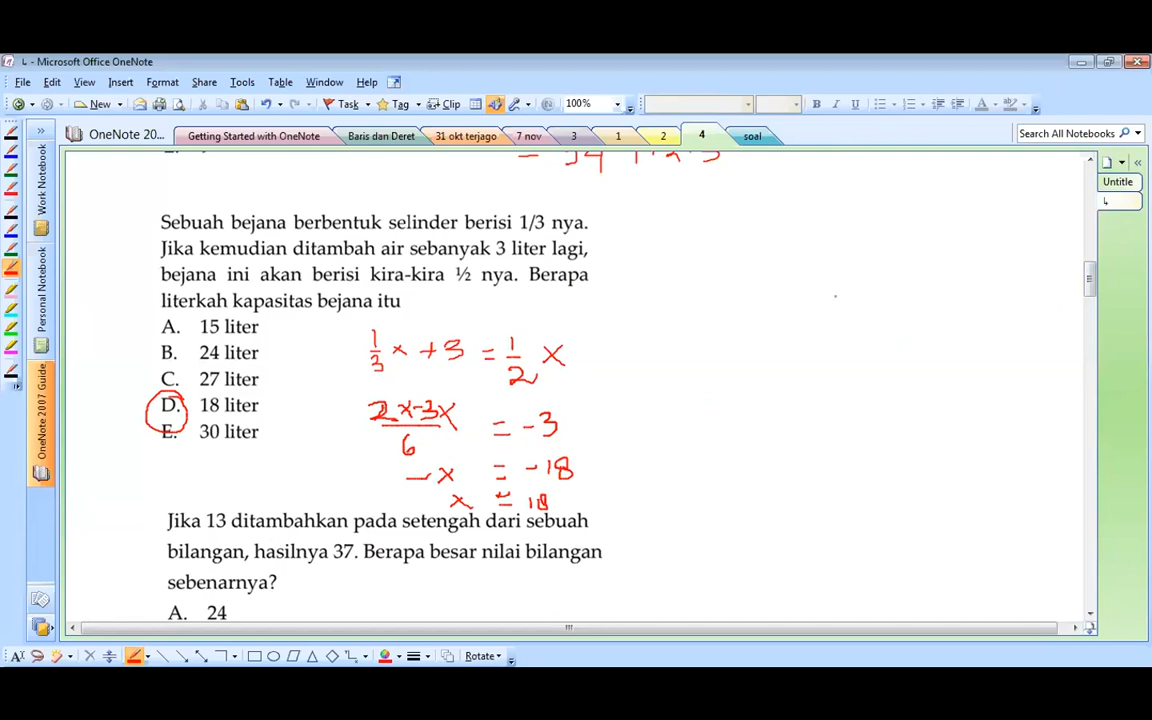 L - Microsoft Office OneNote
File Edit View Insert Format Share Tools Table Window Help
New Task Tag Clip 100% B I U
OneNote 20... Getting Started with OneNote Baris dan Deret 31 okt terjago 7 nov 3 1 2 4 soal Search All Notebooks
Work Notebook
Personal Notebook
OneNote 2007 Guide
Untitle
Sebuah bejana berbentuk selinder berisi 1/3 nya.
Jika kemudian ditambah air sebanyak 3 liter lagi,
bejana ini akan berisi kira-kira ½ nya. Berapa
literkah kapasitas bejana itu
A. 15 liter
B. 24 liter
C. 27 liter
D. 18 liter
E. 30 liter
1/3 x + 3 = 1/2 x
2x-3x/6 = -3
-x = -18
x = 18
Jika 13 ditambahkan pada setengah dari sebuah
bilangan, hasilnya 37. Berapa besar nilai bilangan
sebenarnya?
A. 24
Rotate